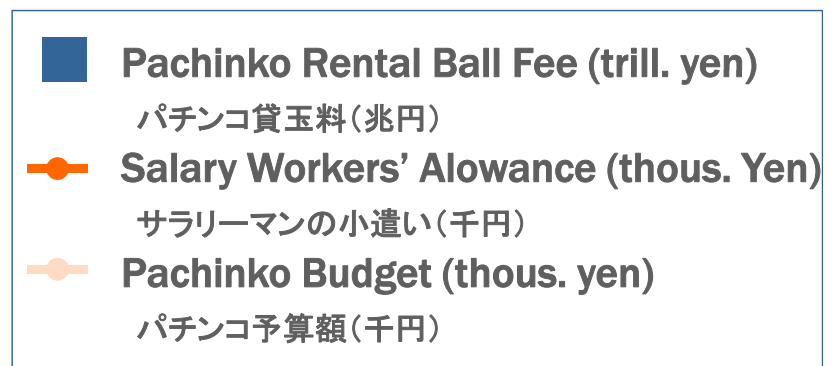 Pachinko Rental Ball Fee (trill. yen)
パチンコ貸玉料（兆円）
Salary Workers’ Alowance (thous. Yen)
サラリーマンの小遣い（千円）
Pachinko Budget (thous. yen)
パチンコ予算額（千円）